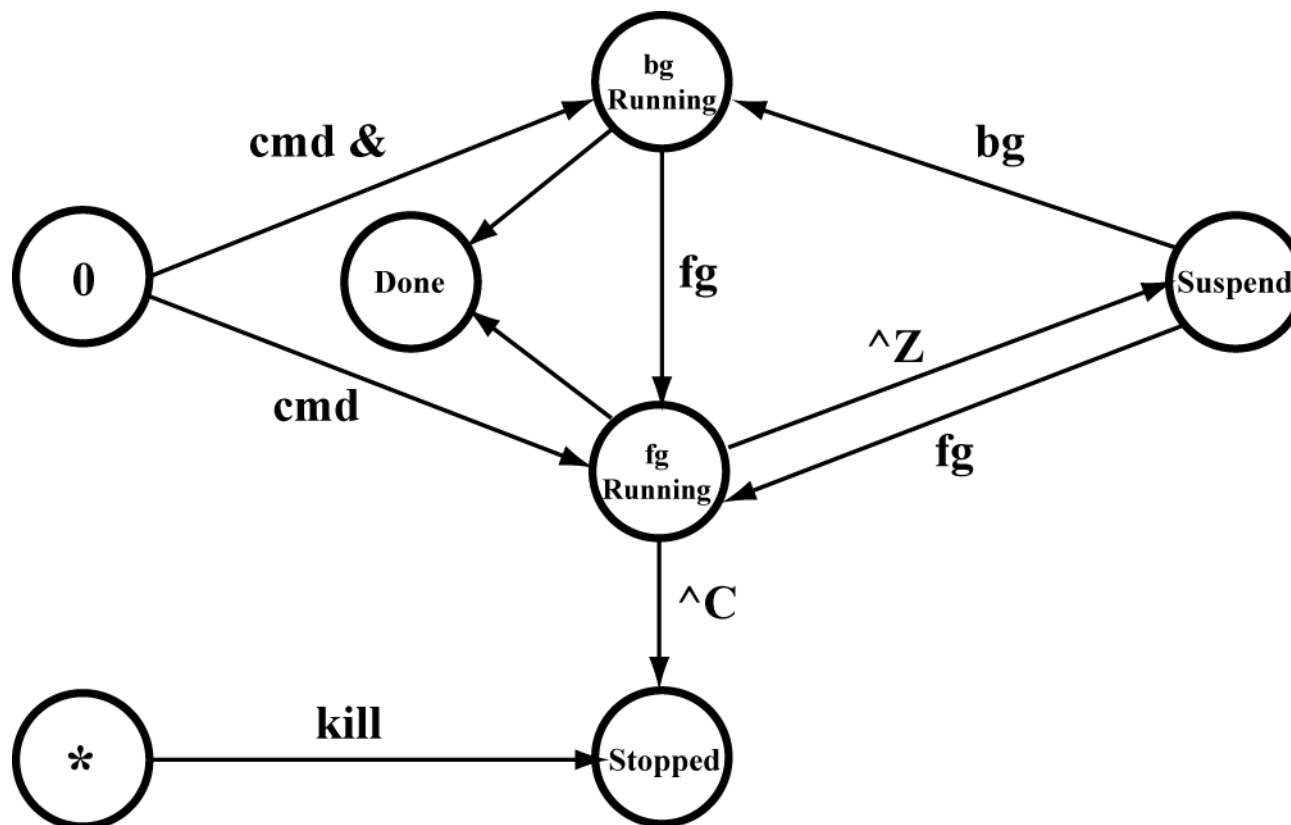 bg
Running
cmd &
bg
0
Done
fg
Suspend
^Z
cmd
fg
fg
Running
^C
kill
*
Stopped